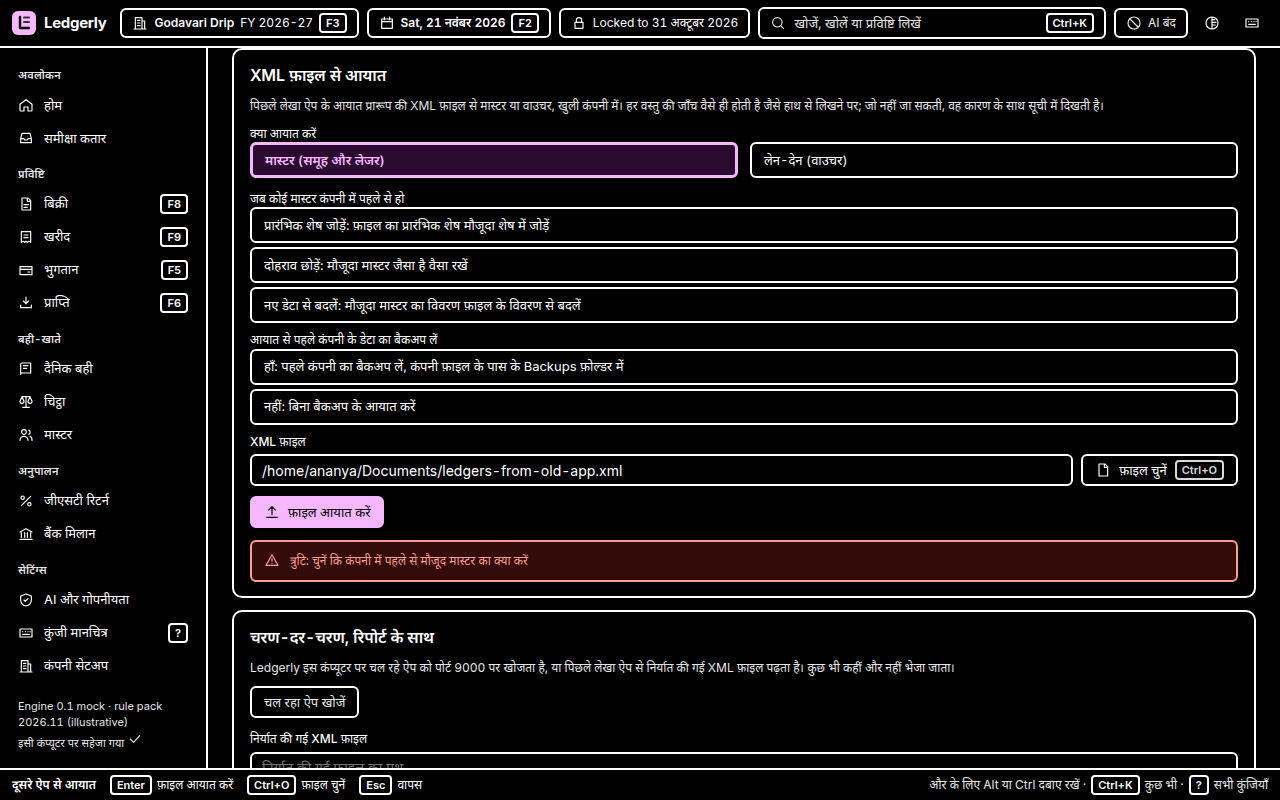 Ledgerly
Godavari Drip FY 2026-27 F3
Sat, 21 नवंबर 2026 F2
Locked to 31 अक्टूबर 2026
खोजें, खोलें या प्रविष्टि लिखें Ctrl+K
AI बंद
अवलोकन
होम
समीक्षा कतार
प्रविष्टि
बिक्री F8
खरीद F9
भुगतान F5
प्राप्ति F6
बही-खाते
दैनिक बही
चिट्ठा
मास्टर
अनुपालन
जीएसटी रिटर्न
बैंक मिलान
सेटिंग्स
AI और गोपनीयता
कुंजी मानचित्र ?
कंपनी सेटअप
Engine 0.1 mock · rule pack
2026.11 (illustrative)
इसी कंप्यूटर पर सहेजा गया
XML फ़ाइल से आयात
पिछले लेखा ऐप के आयात प्रारूप की XML फ़ाइल से मास्टर या वाउचर, खुली कंपनी में। हर वस्तु की जाँच वैसे ही होती है जैसे हाथ से लिखने पर; जो नहीं जा सकती, वह कारण के साथ सूची में दिखती है।
क्या आयात करें
मास्टर (समूह और लेजर)
लेन-देन (वाउचर)
जब कोई मास्टर कंपनी में पहले से हो
प्रारंभिक शेष जोड़ें: फ़ाइल का प्रारंभिक शेष मौजूदा शेष में जोड़ें
दोहराव छोड़ें: मौजूदा मास्टर जैसा है वैसा रखें
नए डेटा से बदलें: मौजूदा मास्टर का विवरण फ़ाइल के विवरण से बदलें
आयात से पहले कंपनी के डेटा का बैकअप लें
हाँ: पहले कंपनी का बैकअप लें, कंपनी फ़ाइल के पास के Backups फ़ोल्डर में
नहीं: बिना बैकअप के आयात करें
XML फ़ाइल
/home/ananya/Documents/ledgers-from-old-app.xml
फ़ाइल चुनें Ctrl+O
फ़ाइल आयात करें
त्रुटि: चुनें कि कंपनी में पहले से मौजूद मास्टर का क्या करें
चरण-दर-चरण, रिपोर्ट के साथ
Ledgerly इस कंप्यूटर पर चल रहे ऐप को पोर्ट 9000 पर खोजता है, या पिछले लेखा ऐप से निर्यात की गई XML फ़ाइल पढ़ता है। कुछ भी कहीं और नहीं भेजा जाता।
चल रहा ऐप खोजें
निर्यात की गई XML फ़ाइल
निर्यात की गई फ़ाइल का पथ
दूसरे ऐप से आयात Enter फ़ाइल आयात करें Ctrl+O फ़ाइल चुनें Esc वापस
और के लिए Alt या Ctrl दबाए रखें · Ctrl+K कुछ भी · ? सभी कुंजियाँ